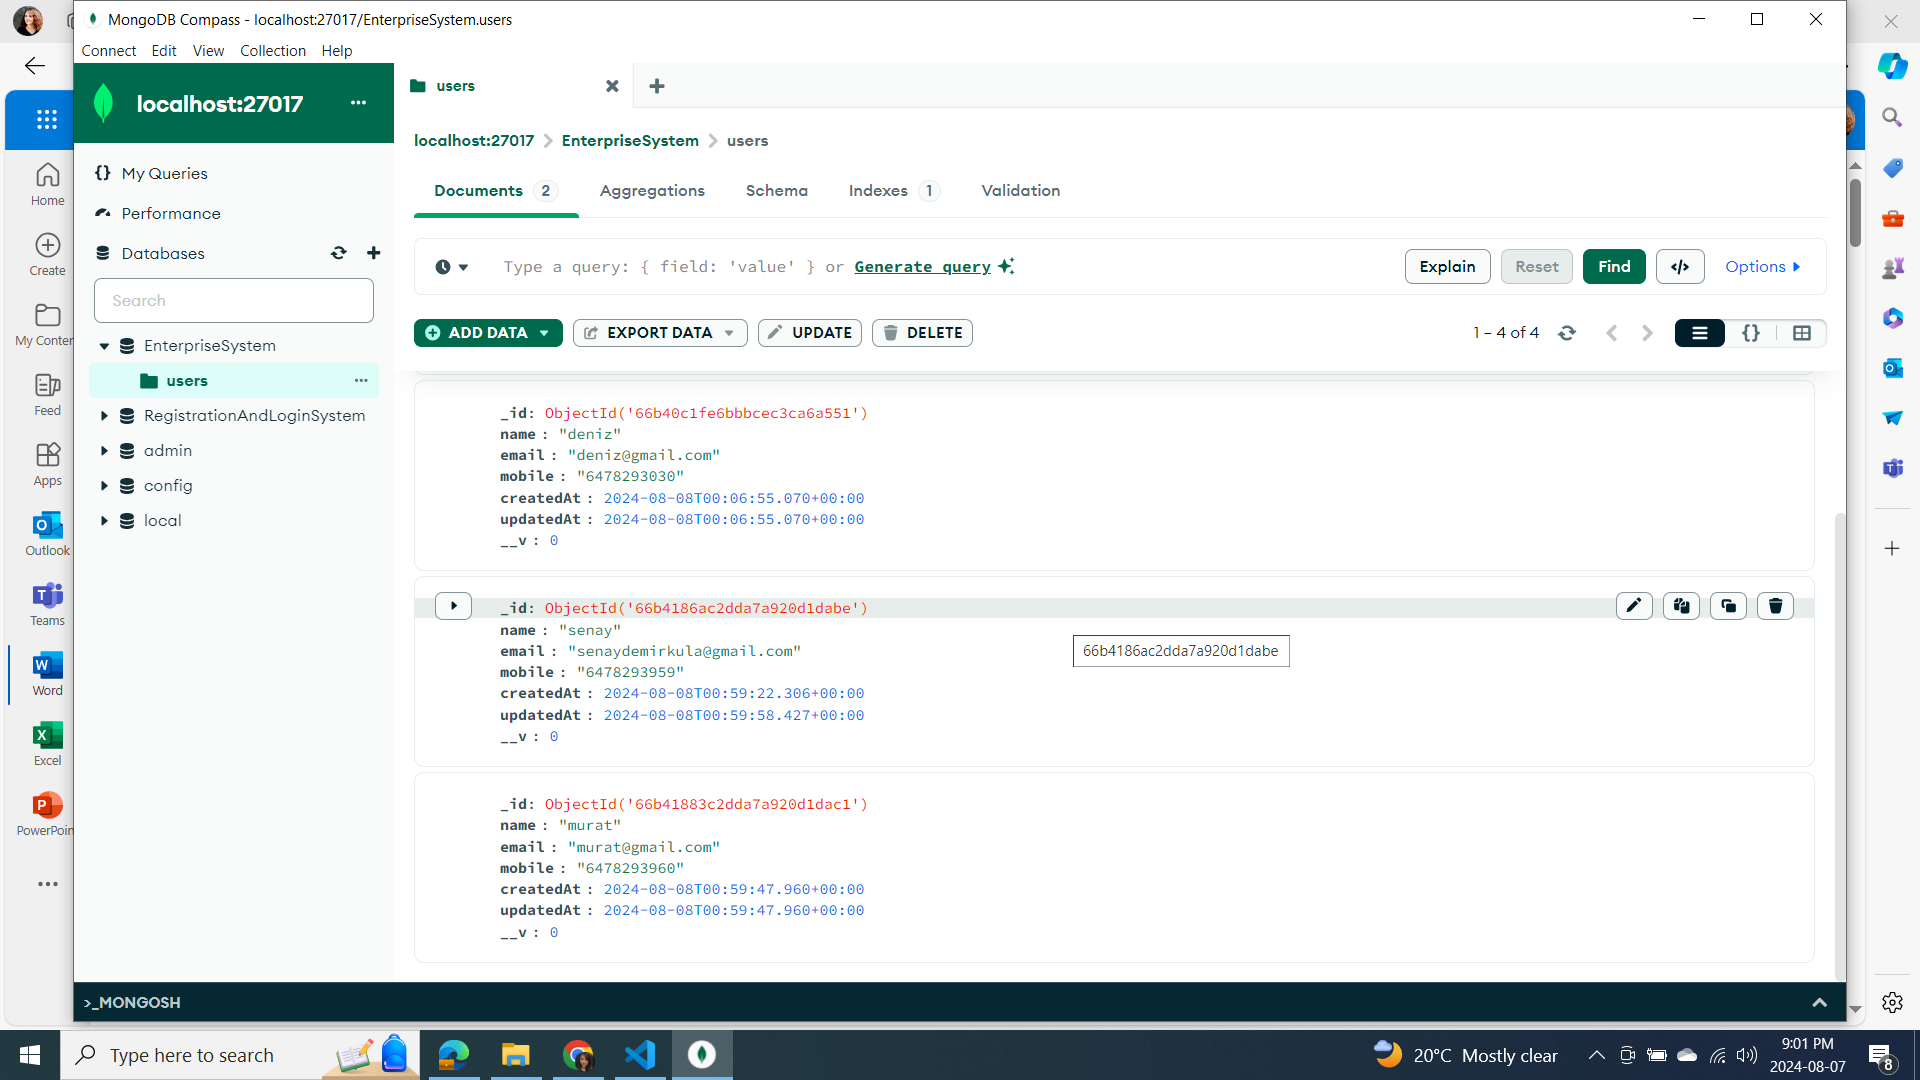 MongoDB Compass - localhost:27017/EnterpriseSystem.users
Connect Edit View Collection Help
localhost:27017
users
localhost:27017 EnterpriseSystem users
My Queries
Performance
Databases
Search
EnterpriseSystem
users
RegistrationAndLoginSystem
admin
config
local
Documents 2 Aggregations Schema Indexes 1 Validation
Type a query: { field: 'value' } or Generate query
Explain Reset Find </> Options
ADD DATA EXPORT DATA UPDATE DELETE
1 – 4 of 4 {}
_id: ObjectId('66b40c1fe6bbbcec3ca6a551')
name : "deniz"
email : "deniz@gmail.com"
mobile : "6478293030"
createdAt : 2024-08-08T00:06:55.070+00:00
updatedAt : 2024-08-08T00:06:55.070+00:00
__v : 0
_id: ObjectId('66b4186ac2dda7a920d1dabe')
name : "senay"
email : "senaydemirkula@gmail.com"
mobile : "6478293959"
createdAt : 2024-08-08T00:59:22.306+00:00
updatedAt : 2024-08-08T00:59:58.427+00:00
__v : 0
66b4186ac2dda7a920d1dabe
_id: ObjectId('66b41883c2dda7a920d1dac1')
name : "murat"
email : "murat@gmail.com"
mobile : "6478293960"
createdAt : 2024-08-08T00:59:47.960+00:00
updatedAt : 2024-08-08T00:59:47.960+00:00
__v : 0
>_MONGOSH
Home
Create
My Conten
Feed
Apps
Outlook
Teams
Word
Excel
PowerPoin
Type here to search
20°C Mostly clear
9:01 PM
2024-08-07
8